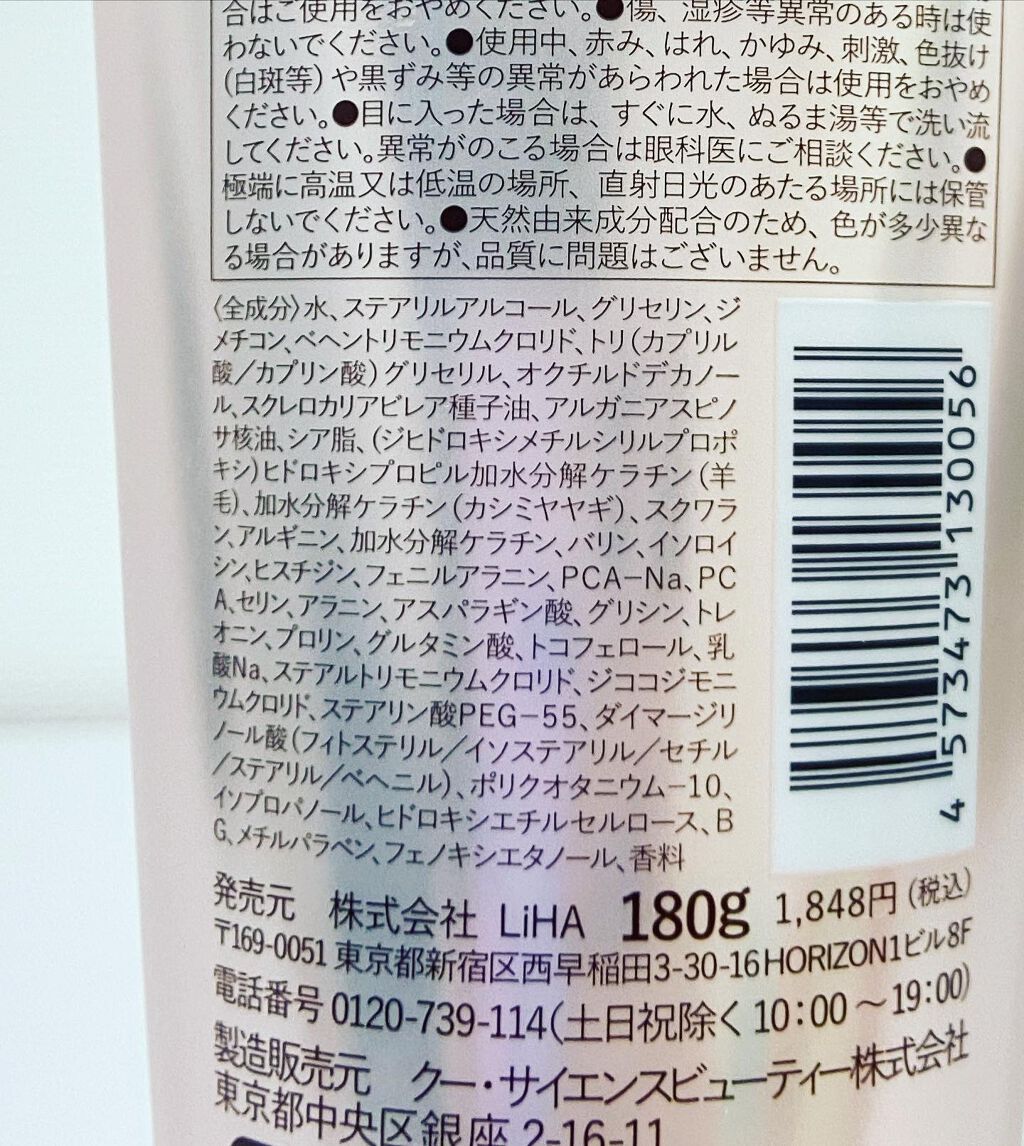 合はご使用をおやめください。●傷、湿疹等異常のある時は使
わないでください。●使用中、赤み、はれ、かゆみ、刺激、色抜け
(白斑等)や黒ずみ等の異常があらわれた場合は使用をおやめ
ください。●目に入った場合は、すぐに水、ぬるま湯等で洗い流
してください。異常がのこる場合は眼科医にご相談ください。●
極端に高温又は低温の場所、直射日光のあたる場所には保管
しないでください。●天然由来成分配合のため、色が多少異な
る場合がありますが、品質に問題はございません。
〈全成分〉水、ステアリルアルコール、グリセリン、ジ
メチコン、ベヘントリモニウムクロリド、トリ(カプリル
酸/カプリン酸)グリセリル、オクチルドデカノー
ル、スクレロカリアビレア種子油、アルガニアスピノ
サ核油、シア脂、(ジヒドロキシメチルシリルプロポ
キシ)ヒドロキシプロピル加水分解ケラチン(羊
毛)、加水分解ケラチン(カシミヤヤギ)、スクワラ
ン、アルギニン、加水分解ケラチン、バリン、イソロイ
シン、ヒスチジン、フェニルアラニン、PCA-Na、PC
A、セリン、アラニン、アスパラギン酸、グリシン、トレ
オニン、プロリン、グルタミン酸、トコフェロール、乳
酸Na、ステアルトリモニウムクロリド、ジココジモニ
ウムクロリド、ステアリン酸PEG-55、ダイマージリ
ノール酸(フィトステリル/イソステアリル/セチル
/ステアリル/ベヘニル)、ポリクオタニウム-10、
イソプロパノール、ヒドロキシエチルセルロース、B
G、メチルパラベン、フェノキシエタノール、香料
4 573473 130056
発売元 株式会社 LiHA 180g 1,848円(税込)
〒169-0051 東京都新宿区西早稲田3-30-16HORIZON1ビル8F
電話番号 0120-739-114(土日祝除く 10:00〜19:00)
製造販売元 クー・サイエンスビューティー株式会社
東京都中央区銀座 2-16-11